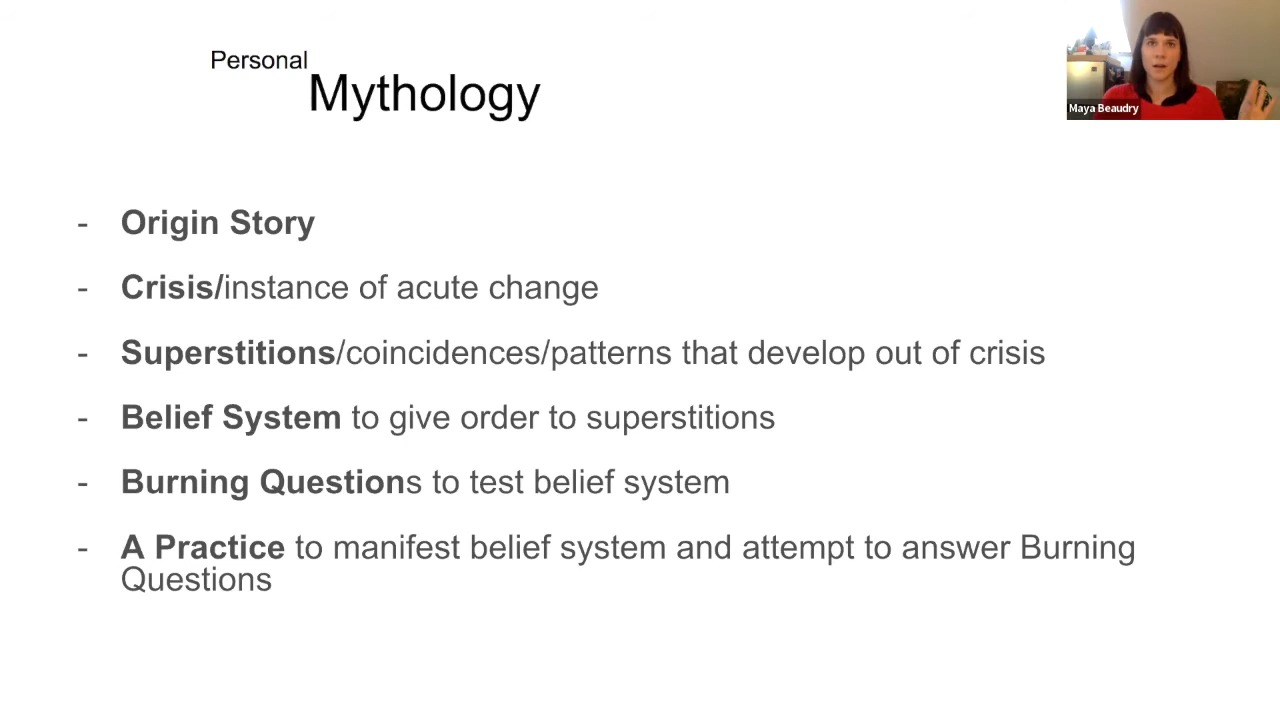 Personal
Mythology
Maya Beaudry
- Origin Story
- Crisis/instance of acute change
- Superstitions/coincidences/patterns that develop out of crisis
- Belief System to give order to superstitions
- Burning Questions to test belief system
- A Practice to manifest belief system and attempt to answer Burning
Questions